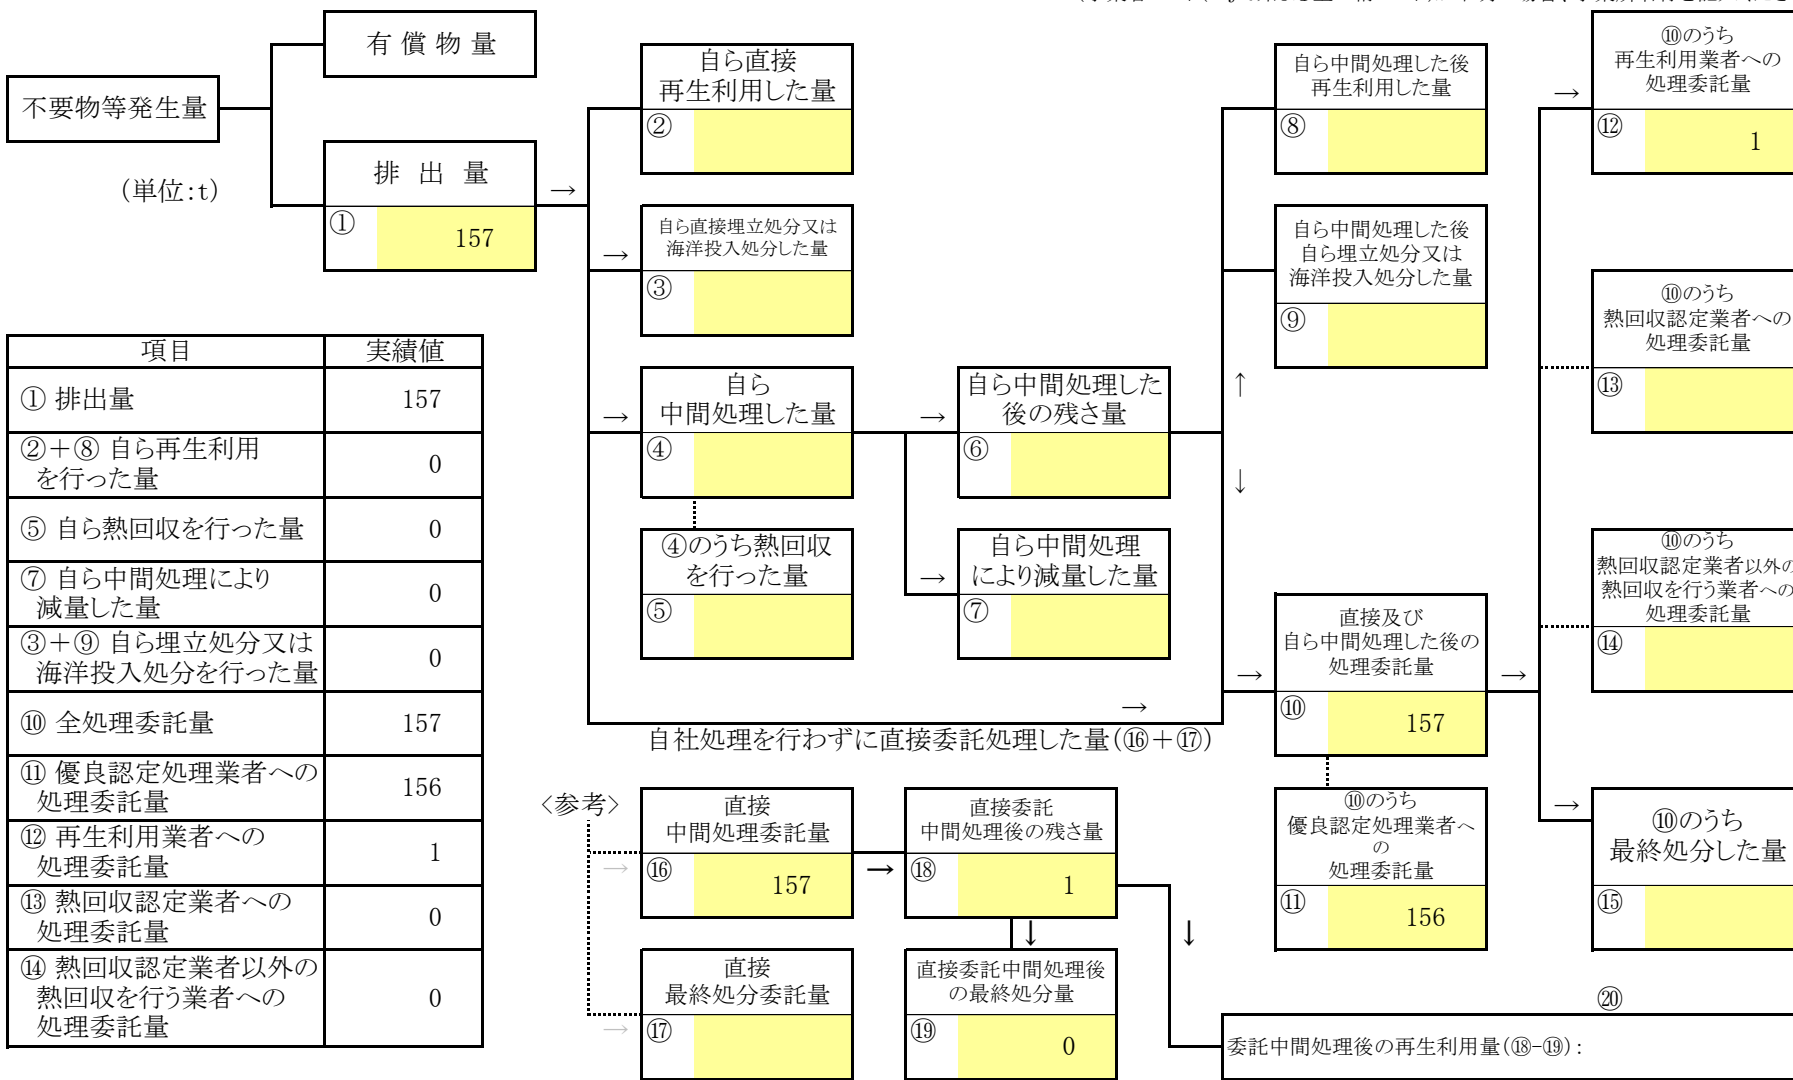 有 償 物 量
不要物等発生量
(単位:t)
排 出 量
①
157
→
自ら直接
再生利用した量
②
→
自ら直接埋立処分又は
海洋投入処分した量
③
→
自ら
中間処理した量
④
④のうち熱回収
を行った量
⑤
→
自ら中間処理した
後の残さ量
⑥
→
自ら中間処理
により減量した量
⑦
自ら中間処理した後
再生利用した量
⑧
自ら中間処理した後
自ら埋立処分又は
海洋投入処分した量
⑨
↑
↓
→
自社処理を行わずに直接委託処理した量(⑯+⑰)
→
直接及び
自ら中間処理した後の
処理委託量
⑩
157
→
⑩のうち
優良認定処理業者へ
の
処理委託量
⑪
156
→
⑩のうち
再生利用業者への
処理委託量
⑫
1
⑩のうち
熱回収認定業者への
処理委託量
⑬
⑩のうち
熱回収認定業者以外の
熱回収を行う業者への
処理委託量
⑭
→
⑩のうち
最終処分した量
⑮
項目 実績値
① 排出量 157
②+⑧ 自ら再生利用
を行った量 0
⑤ 自ら熱回収を行った量 0
⑦ 自ら中間処理により
減量した量 0
③+⑨ 自ら埋立処分又は
海洋投入処分を行った量 0
⑩ 全処理委託量 157
⑪ 優良認定処理業者への
処理委託量 156
⑫ 再生利用業者への
処理委託量 1
⑬ 熱回収認定業者への
処理委託量 0
⑭ 熱回収認定業者以外の
熱回収を行う業者への
処理委託量 0
〈参考〉
→
直接
中間処理委託量
⑯
157
→
直接委託
中間処理後の残さ量
⑱
1
↓
↓
→
直接
最終処分委託量
⑰
直接委託中間処理後
の最終処分量
⑲
0
⑳
委託中間処理後の再生利用量(⑱-⑲):